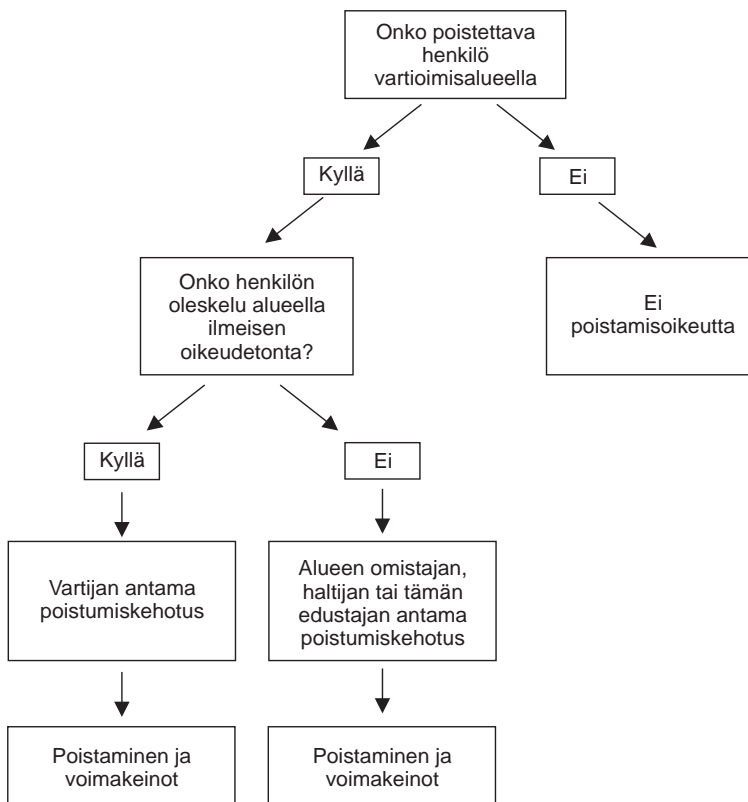 Onko poistettava
henkilö
vartioimisalueella
Kyllä
Ei
Onko henkilön
oleskelu alueella
ilmeisen
oikeudetonta?
Ei
poistamisoikeutta
Kyllä
Ei
Vartijan antama
poistumiskehotus
Alueen omistajan,
haltijan tai tämän
edustajan antama
poistumiskehotus
Poistaminen ja
voimakeinot
Poistaminen ja
voimakeinot